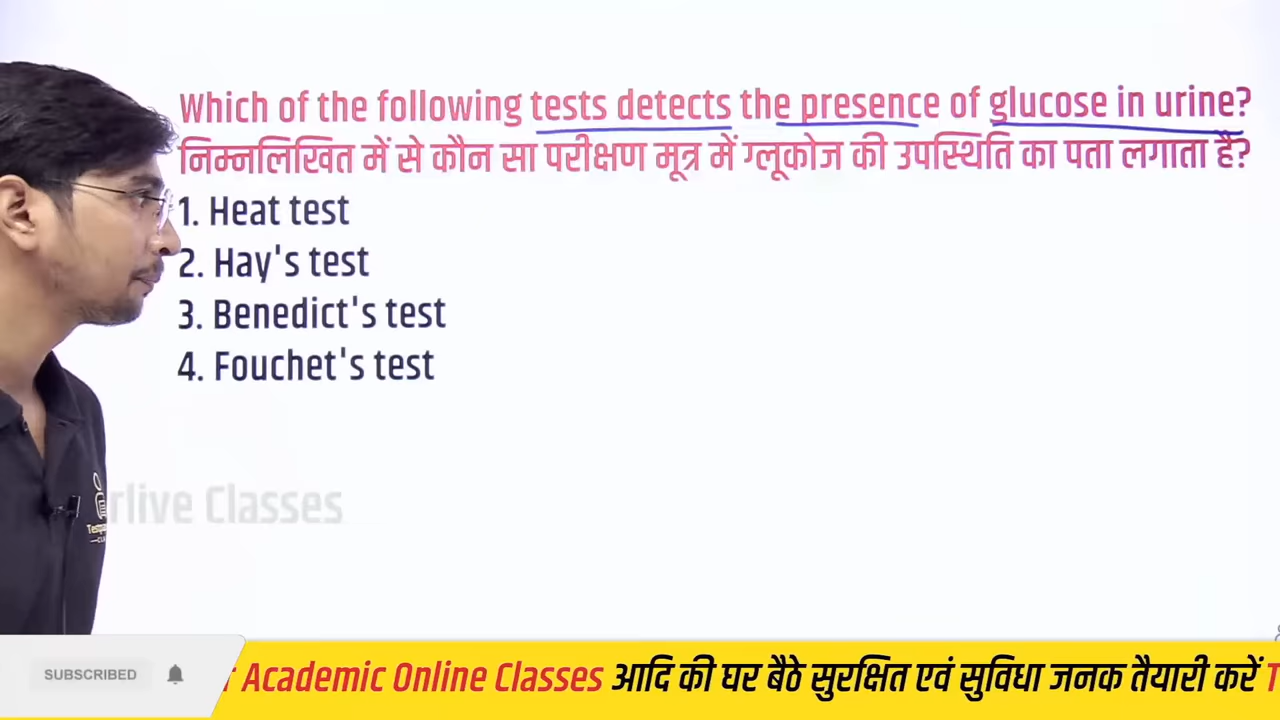 Which of the following tests detects the presence of glucose in urine?
निम्नलिखित में से कौन सा परीक्षण मूत्र में ग्लूकोज की उपस्थिति का पता लगाता है?
1. Heat test
2. Hay's test
3. Benedict's test
4. Fouchet's test
rlive Classes
SUBSCRIBED
r Academic Online Classes आदि की घर बैठे सुरक्षित एवं सुविधा जनक तैयारी करें T